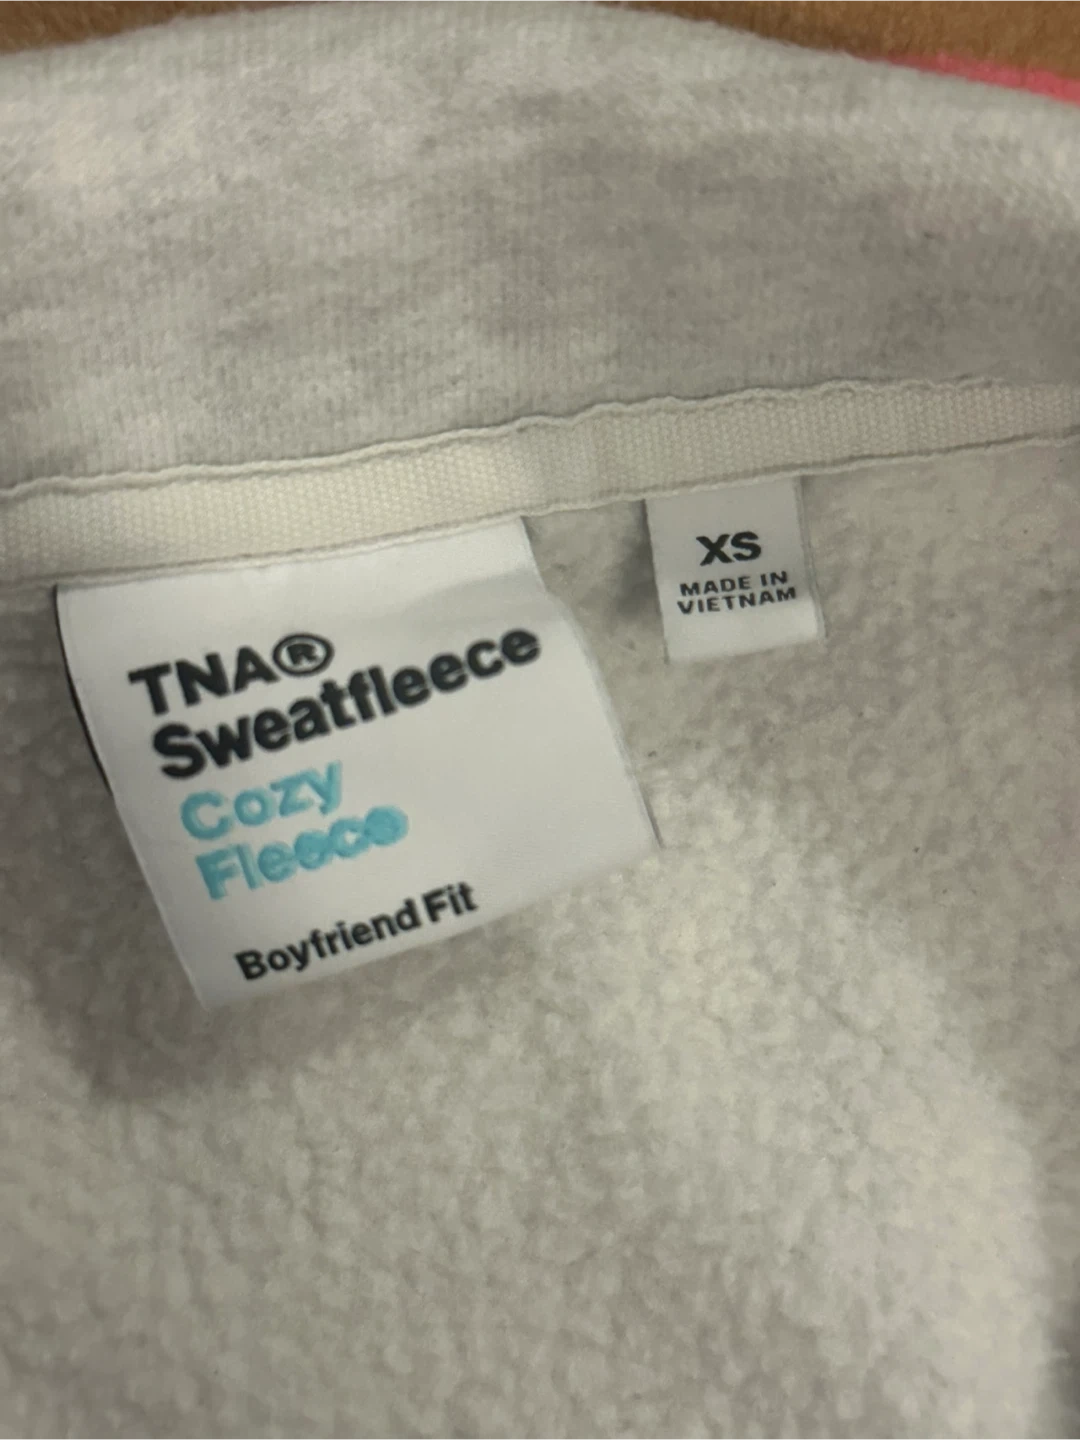 TNA®
Sweatfleece
Cozy
Fleece
Boyfriend Fit
XS
MADE IN
VIETNAM